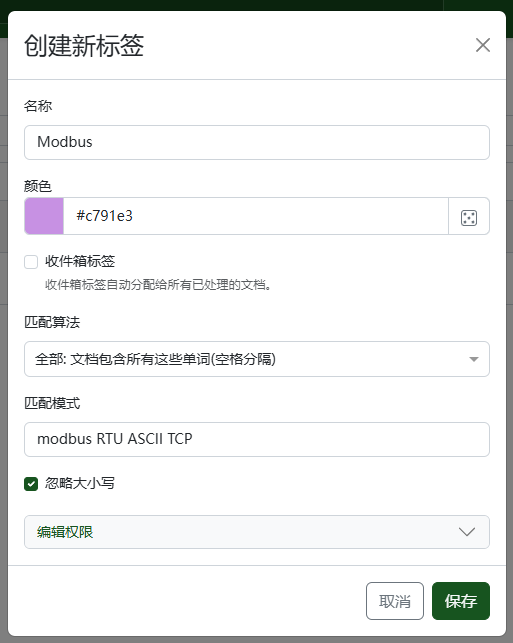 创建新标签
名称
Modbus
颜色
#c791e3
收件箱标签
收件箱标签自动分配给所有已处理的文档。
匹配算法
全部: 文档包含所有这些单词(空格分隔)
匹配模式
modbus RTU ASCII TCP
忽略大小写
编辑权限
取消
保存